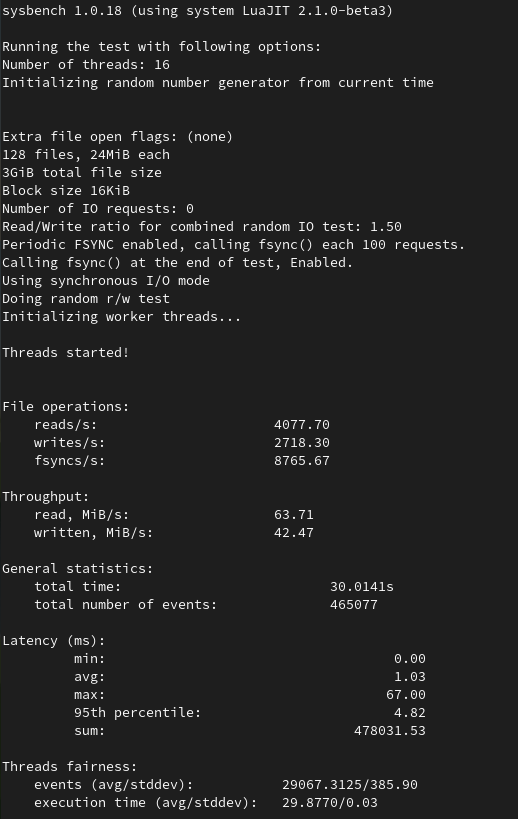 sysbench 1.0.18 (using system LuaJIT 2.1.0-beta3)
Running the test with following options:
Number of threads: 16
Initializing random number generator from current time
Extra file open flags: (none)
128 files, 24MiB each
3GiB total file size
Block size 16KiB
Number of IO requests: 0
Read/Write ratio for combined random IO test: 1.50
Periodic FSYNC enabled, calling fsync() each 100 requests.
Calling fsync() at the end of test, Enabled.
Using synchronous I/O mode
Doing random r/w test
Initializing worker threads...
Threads started!
File operations:
reads/s: 4077.70
writes/s: 2718.30
fsyncs/s: 8765.67
Throughput:
read, MiB/s: 63.71
written, MiB/s: 42.47
General statistics:
total time: 30.0141s
total number of events: 465077
Latency (ms):
min: 0.00
avg: 1.03
max: 67.00
95th percentile: 4.82
sum: 478031.53
Threads fairness:
events (avg/stddev): 29067.3125/385.90
execution time (avg/stddev): 29.8770/0.03